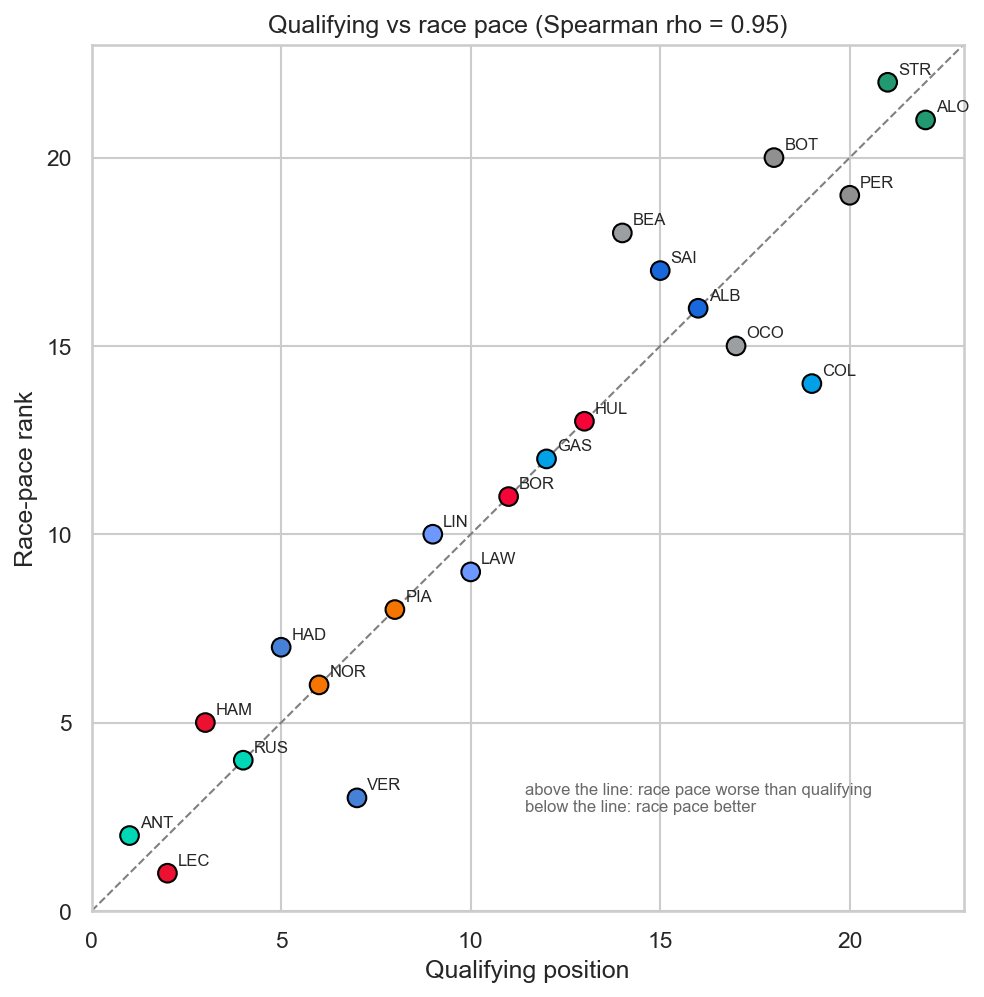 Qualifying vs race pace (Spearman rho = 0.95)
STR
ALO
BOT
PER
BEA
SAI
ALB
OCO
COL
HUL
GAS
BOR
LIN
LAW
PIA
HAD
NOR
HAM
RUS
VER
ANT
LEC
above the line: race pace worse than qualifying
below the line: race pace better
Race-pace rank
20
15
10
5
0
0 5 10 15 20
Qualifying position